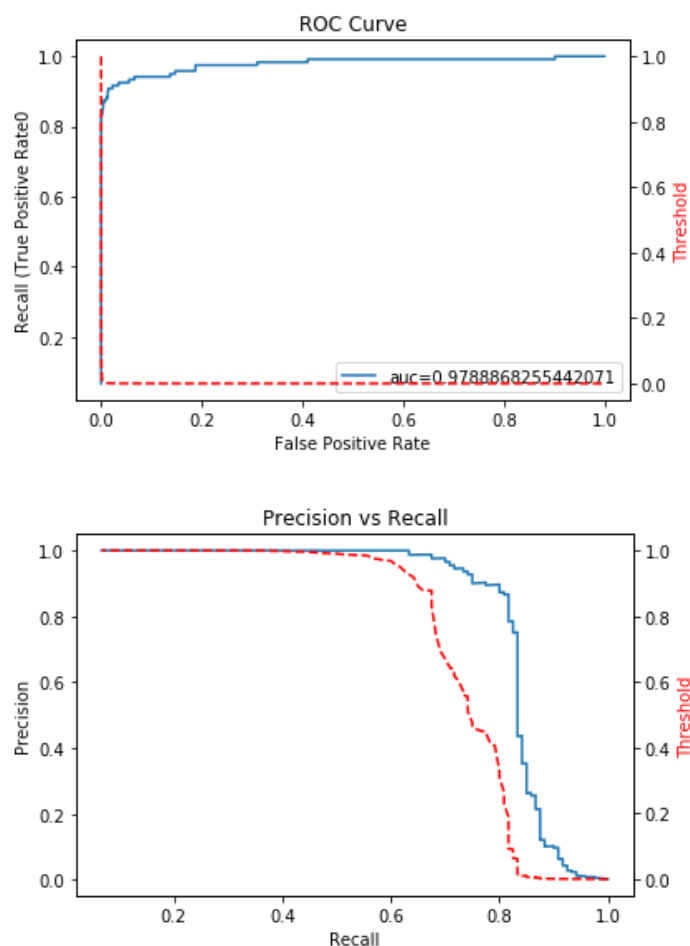 ROC Curve
1.0
0.8
0.6
0.4
0.2
Recall (True Positive Rate0
1.0
0.8
0.6
0.4
0.2
0.0
Threshold
auc=0.9788868255442071
0.0 0.2 0.4 0.6 0.8 1.0
False Positive Rate
Precision vs Recall
1.0
0.8
0.6
0.4
0.2
0.0
Precision
1.0
0.8
0.6
0.4
0.2
0.0
Threshold
0.2 0.4 0.6 0.8 1.0
Recall